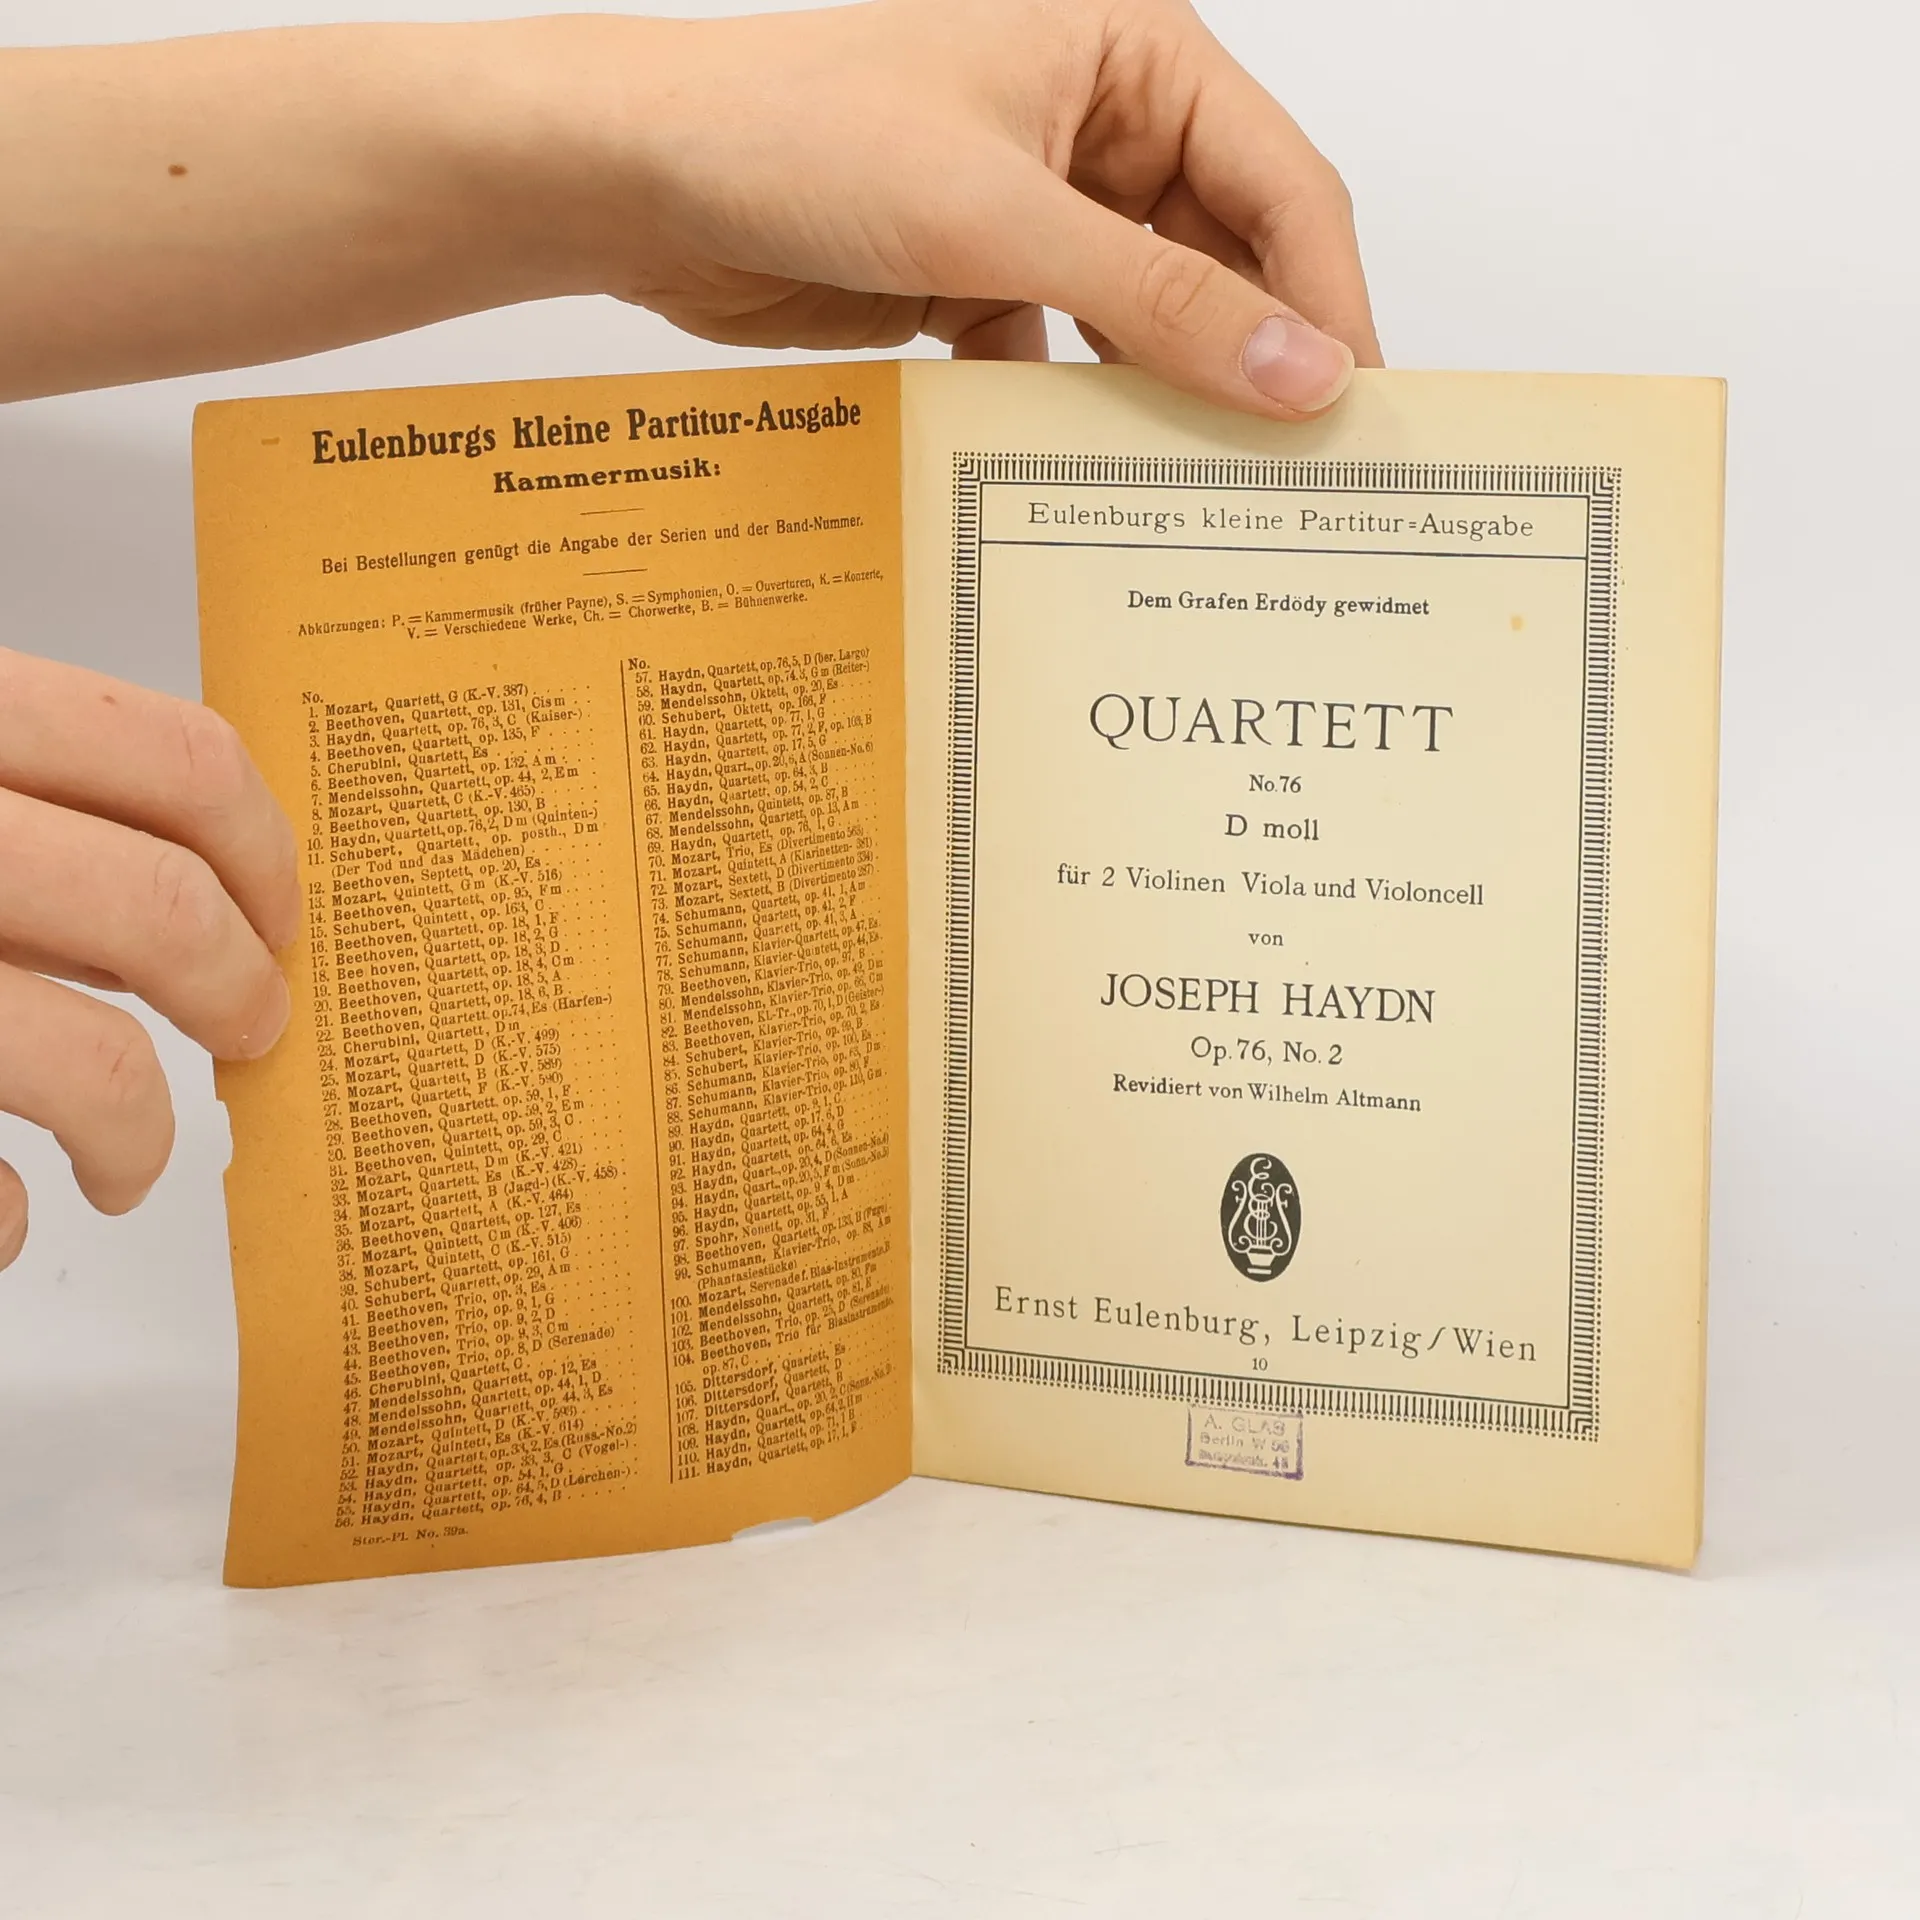 Eulenburgs kleine Partitur-Ausgabe
Kammermusik:
Bei Bestellungen genügt die Angabe der Serien und der Band-Nummer.
Abkürzungen: P. = Kammermusik (früher Payne), S. = Symphonien, O. = Ouverturen, K. = Konzerte,
V. = Verschiedene Werke, Ch. = Chorwerke, B. = Bühnenwerke.
No.
1. Mozart, Quartett, G (K.-V. 387)
2. Beethoven, Quartett, op. 131, Cis m
3. Haydn, Quartett, op. 76, 3, C (Kaiser-)
4. Beethoven, Quartett, op. 135, F
5. Cherubini, Quartett, Es
6. Beethoven, Quartett, op. 132, A m
7. Mendelssohn, Quartett, op. 44, 2, E m
8. Mozart, Quartett, C (K.-V. 465)
9. Beethoven, Quartett, op. 130, B
10. Haydn, Quartett, op. 76, 2, D m (Quinten-)
11. Schubert, Quartett, op. posth., D m
(Der Tod und das Mädchen)
12. Beethoven, Septett, op. 20, Es
13. Mozart, Quintett, G m (K.-V. 516)
14. Beethoven, Quartett, op. 95, F m
15. Schubert, Quintett, op. 163, C
16. Beethoven, Quartett, op. 18, 1, F
17. Beethoven, Quartett, op. 18, 2, G
18. Bee hoven, Quartett, op. 18, 3, D
19. Beethoven, Quartett, op. 18, 4, C m
20. Beethoven, Quartett, op. 18, 5, A
21. Beethoven, Quartett, op. 18, 6, B
22. Beethoven, Quartett, op. 74, Es (Harfen-)
23. Cherubini, Quartett, D m
24. Mozart, Quartett, D (K.-V. 499)
25. Mozart, Quartett, D (K.-V. 575)
26. Mozart, Quartett, B (K.-V. 589)
27. Mozart, Quartett, F (K.-V. 590)
28. Beethoven, Quartett, op. 59, 1, F
29. Beethoven, Quartett, op. 59, 2, E m
30. Beethoven, Quartett, op. 59, 3, C
31. Beethoven, Quintett, op. 29, C
32. Mozart, Quartett, D m (K.-V. 421)
33. Mozart, Quartett, Es (K.-V. 428)
34. Mozart, Quartett, B (Jagd-) (K.-V. 458)
35. Mozart, Quartett, A (K.-V. 464)
36. Beethoven, Quartett, op. 127, Es
37. Mozart, Quintett, C m (K.-V. 406)
38. Mozart, Quintett, C (K.-V. 515)
39. Schubert, Quartett, op. 161, G
40. Schubert, Quartett, op. 29, A m
41. Beethoven, Trio, op. 3, Es
42. Beethoven, Trio, op. 9, 1, G
43. Beethoven, Trio, op. 9, 2, D
44. Beethoven, Trio, op. 9, 3, C m
45. Beethoven, Trio, op. 8, D (Serenade)
46. Cherubini, Quartett, C
47. Mendelssohn, Quartett, op. 12, Es
48. Mendelssohn, Quartett, op. 44, 1, D
49. Mendelssohn, Quartett, op. 44, 3, Es
50. Mozart, Quintett, D (K.-V. 593)
51. Mozart, Quintett, Es (K.-V. 614)
52. Haydn, Quartett, op. 33, 2, Es (Russ.-No. 2)
53. Haydn, Quartett, op. 33, 3, C (Vogel-)
54. Haydn, Quartett, op. 54, 1, G
55. Haydn, Quartett, op. 64, 5, D (Lerchen-)
56. Haydn, Quartett, op. 76, 4, B
Ster.-Pl. No. 39a.
No.
57. Haydn, Quartett, op. 76, 5, D (ber. Largo)
58. Haydn, Quartett, op. 74, 3, G m (Reiter-)
59. Mendelssohn, Oktett, op. 20, Es
60. Schubert, Oktett, op. 166, F
61. Haydn, Quartett, op. 77, 1, G
62. Haydn, Quartett, op. 77, 2, F, op. 103, B
63. Haydn, Quartett, op. 17, 5, G
64. Haydn, Quart., op. 20, 6, A (Sonnen-No. 6)
65. Haydn, Quartett, op. 64, 3, B
66. Haydn, Quartett, op. 54, 2, C
67. Mendelssohn, Quintett, op. 87, B
68. Mendelssohn, Quartett, op. 13, A m
69. Haydn, Quartett, op. 76, 1, G
70. Mozart, Trio, Es (Divertimento 563)
71. Mozart, Quintett, A (Klarinetten- 581)
72. Mozart, Sextett, D (Divertimento 334)
73. Mozart, Sextett, B (Divertimento 287)
74. Schumann, Quartett, op. 41, 1, A m
75. Schumann, Quartett, op. 41, 2, F
76. Schumann, Quartett, op. 41, 3, A
77. Schumann, Klavier-Quartett, op. 47, Es
78. Schumann, Klavier-Quintett, op. 44, Es
79. Beethoven, Klavier-Trio, op. 97, B
80. Mendelssohn, Klavier-Trio, op. 49, D m
81. Mendelssohn, Klavier-Trio, op. 66, C m
82. Beethoven, Kl.-Tr., op. 70, 1, D (Geister-)
83. Beethoven, Klavier-Trio, op. 70, 2, Es
84. Schubert, Klavier-Trio, op. 99, B
85. Schubert, Klavier-Trio, op. 100, Es
86. Schumann, Klavier-Trio, op. 63, D m
87. Schumann, Klavier-Trio, op. 80, F
88. Schumann, Klavier-Trio, op. 110, G m
89. Haydn, Quartett, op. 9, 1, C
90. Haydn, Quartett, op. 17, 6, D
91. Haydn, Quartett, op. 64, 4, G
92. Haydn, Quartett, op. 64, 6, Es
93. Haydn, Quart., op. 20, 4, D (Sonnen-No. 4)
94. Haydn, Quart., op. 20, 5, F m (Sonn.-No. 5)
95. Haydn, Quartett, op. 9 4, D m
96. Haydn, Quartett, op. 55, 1, A
97. Spohr, Nonett, op. 31, F
98. Beethoven, Quartett, op. 133, B (Fuge)
99. Schumann, Klavier-Trio, op. 88, A m
(Phantasiestücke)
100. Mozart, Serenade f. Blas-Instrumente, B
101. Mendelssohn, Quartett, op. 80, F m
102. Mendelssohn, Quartett, op. 81, E
103. Beethoven, Trio, op. 25, D (Serenade)
104. Beethoven, Trio für Blasinstrumente,
op. 87, C
105. Dittersdorf, Quartett, Es
106. Dittersdorf, Quartett, D
107. Dittersdorf, Quartett, B
108. Haydn, Quart., op. 20, 2, C (Sonn.-No. 2)
109. Haydn, Quartett, op. 64, 2, H m
110. Haydn, Quartett, op. 71, 1 B
111. Haydn, Quartett, op. 17, 1, F
Eulenburgs kleine Partitur=Ausgabe
Dem Grafen Erdödy gewidmet
QUARTETT
No. 76
D moll
für 2 Violinen Viola und Violoncell
von
JOSEPH HAYDN
Op. 76, No. 2
Revidiert von Wilhelm Altmann
Ernst Eulenburg, Leipzig/Wien
10
A. GLAS
Berlin W 56